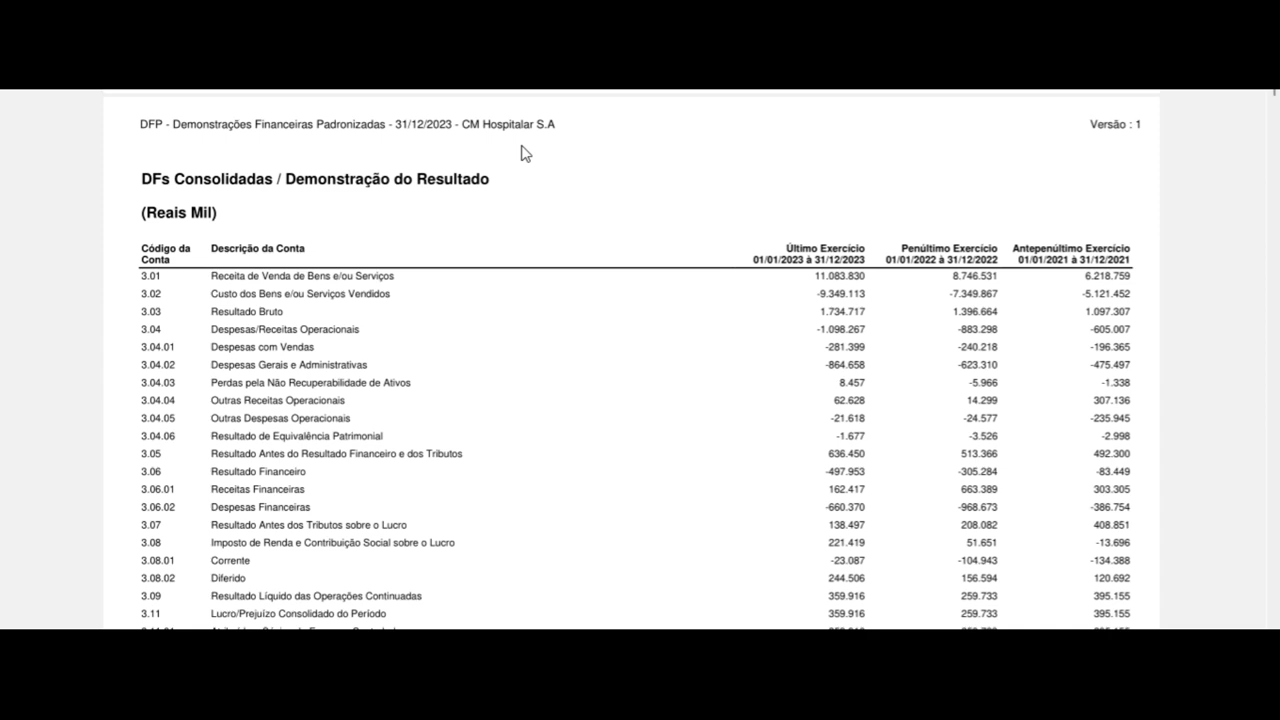 DFP - Demonstrações Financeiras Padronizadas - 31/12/2023 - CM Hospitalar S.A Versão : 1
DFs Consolidadas / Demonstração do Resultado
(Reais Mil)
Código da Conta Descrição da Conta Último Exercício 01/01/2023 à 31/12/2023 Penúltimo Exercício 01/01/2022 à 31/12/2022 Antepenúltimo Exercício 01/01/2021 à 31/12/2021
3.01 Receita de Venda de Bens e/ou Serviços 11.083.830 8.746.531 6.218.759
3.02 Custo dos Bens e/ou Serviços Vendidos -9.349.113 -7.349.867 -5.121.452
3.03 Resultado Bruto 1.734.717 1.396.664 1.097.307
3.04 Despesas/Receitas Operacionais -1.098.267 -883.298 -605.007
3.04.01 Despesas com Vendas -281.399 -240.218 -196.365
3.04.02 Despesas Gerais e Administrativas -864.658 -623.310 -475.497
3.04.03 Perdas pela Não Recuperabilidade de Ativos 8.457 -5.966 -1.338
3.04.04 Outras Receitas Operacionais 62.628 14.299 307.136
3.04.05 Outras Despesas Operacionais -21.618 -24.577 -235.945
3.04.06 Resultado de Equivalência Patrimonial -1.677 -3.526 -2.998
3.05 Resultado Antes do Resultado Financeiro e dos Tributos 636.450 513.366 492.300
3.06 Resultado Financeiro -497.953 -305.284 -83.449
3.06.01 Receitas Financeiras 162.417 663.389 303.305
3.06.02 Despesas Financeiras -660.370 -968.673 -386.754
3.07 Resultado Antes dos Tributos sobre o Lucro 138.497 208.082 408.851
3.08 Imposto de Renda e Contribuição Social sobre o Lucro 221.419 51.651 -13.696
3.08.01 Corrente -23.087 -104.943 -134.388
3.08.02 Diferido 244.506 156.594 120.692
3.09 Resultado Líquido das Operações Continuadas 359.916 259.733 395.155
3.11 Lucro/Prejuízo Consolidado do Período 359.916 259.733 395.155